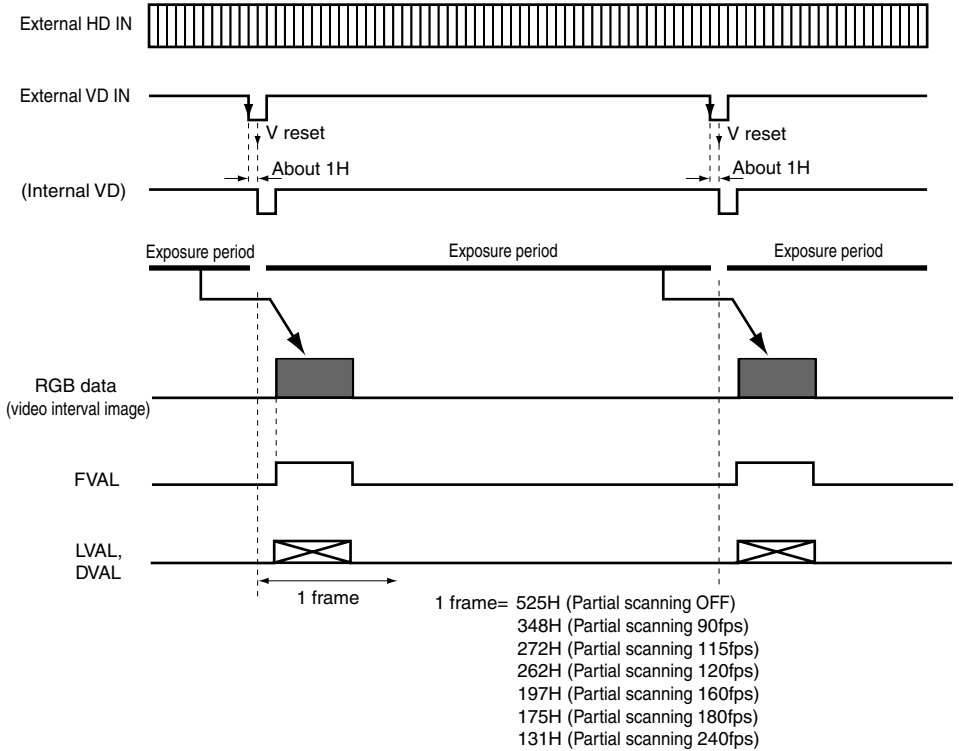 External HD IN
External VD IN
V reset
V reset
About 1H
About 1H
(Internal VD)
Exposure period
Exposure period
Exposure period
RGB data
(video interval image)
FVAL
LVAL,
DVAL
1 frame
1 frame= 525H (Partial scanning OFF)
348H (Partial scanning 90fps)
272H (Partial scanning 115fps)
262H (Partial scanning 120fps)
197H (Partial scanning 160fps)
175H (Partial scanning 180fps)
131H (Partial scanning 240fps)